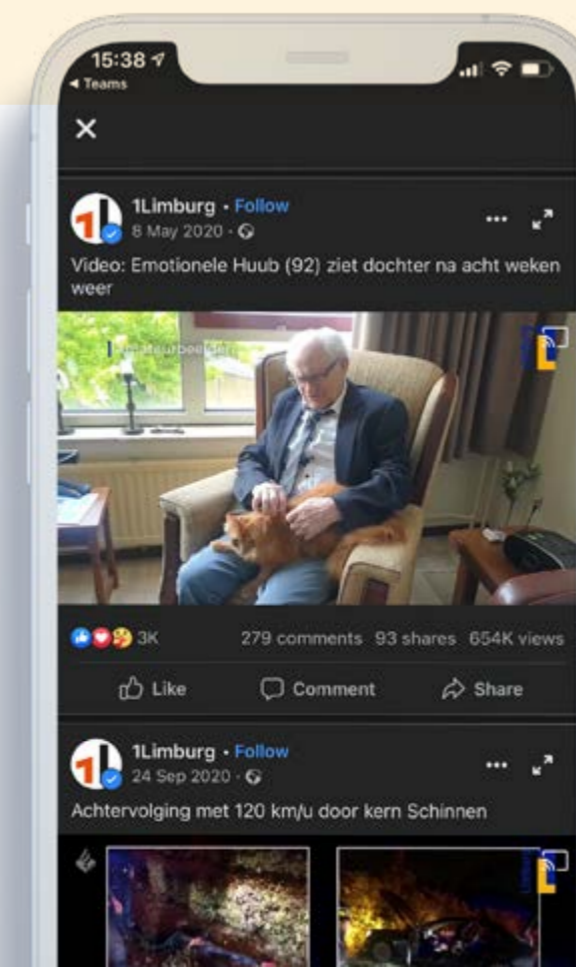 15:38
◀ Teams
1Limburg • Follow
8 May 2020 •
Video: Emotionele Huub (92) ziet dochter na acht weken
weer
3K 279 comments 93 shares 654K views
Like Comment Share
1Limburg • Follow
24 Sep 2020 •
Achtervolging met 120 km/u door kern Schinnen